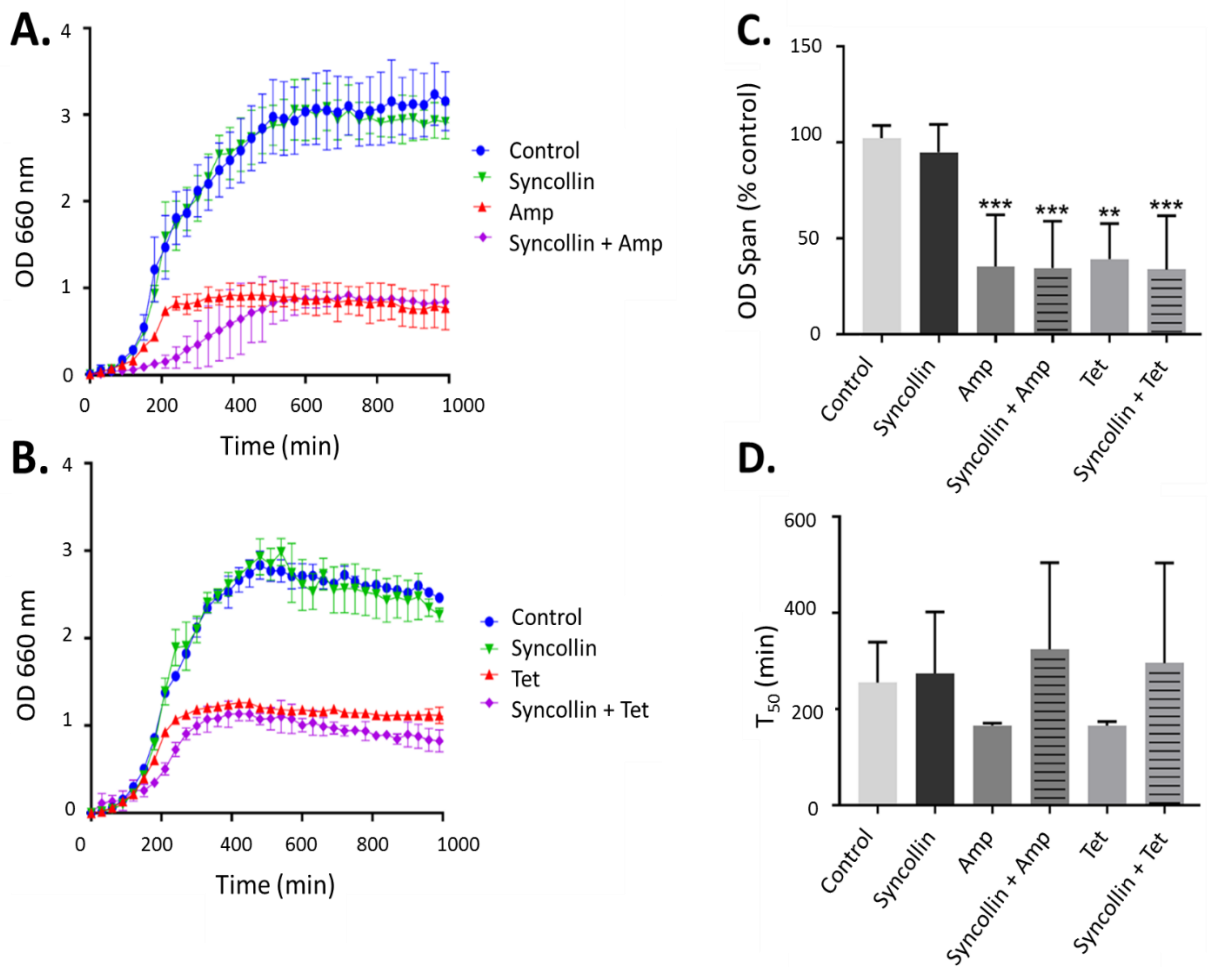 A.
4
3
2
1
0
OD 660 nm
0 200 400 600 800 1000
Time (min)
Control
Syncollin
Amp
Syncollin + Amp
B.
4
3
2
1
0
OD 660 nm
0 200 400 600 800 1000
Time (min)
Control
Syncollin
Tet
Syncollin + Tet
C.
150
100
50
0
OD Span (% control)
*** *** ** ***
Control
Syncollin
Amp
Syncollin + Amp
Tet
Syncollin + Tet
D.
600
400
200
0
T50 (min)
Control
Syncollin
Amp
Syncollin + Amp
Tet
Syncollin + Tet